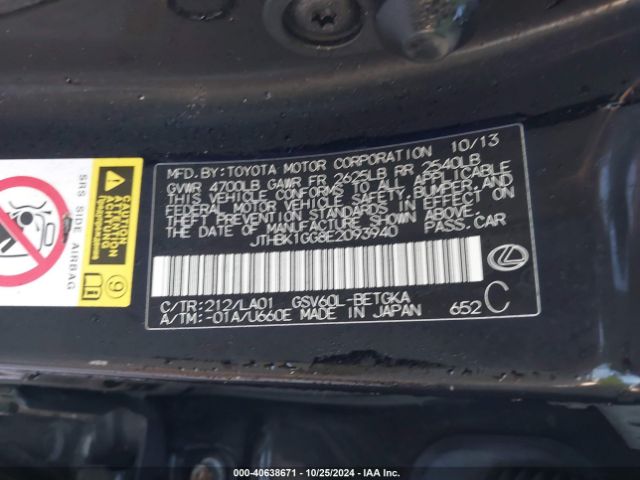 10/13
MFD.BY:TOYOTA MOTOR CORPORATION
GVWR 4700LB GAWR FR 2625LB RR 2540LB
THIS VEHICLE CONFORMS TO ALL APPLICABLE
FEDERAL MOTOR VEHICLE SAFETY, BUMPER, AND
THEFT PREVENTION STANDARDS IN EFFECT ON
THE DATE OF MANUFACTURE SHOWN ABOVE.
JTHBK1GG8E2093940 PASS.CAR
C/TR:212/LA01 GSV60L-BETGKA
A/TM:-01A/U660E MADE IN JAPAN 652 C
SRS SIDE AIRBAG
9
000-40638671 - 10/25/2024 - IAA Inc.